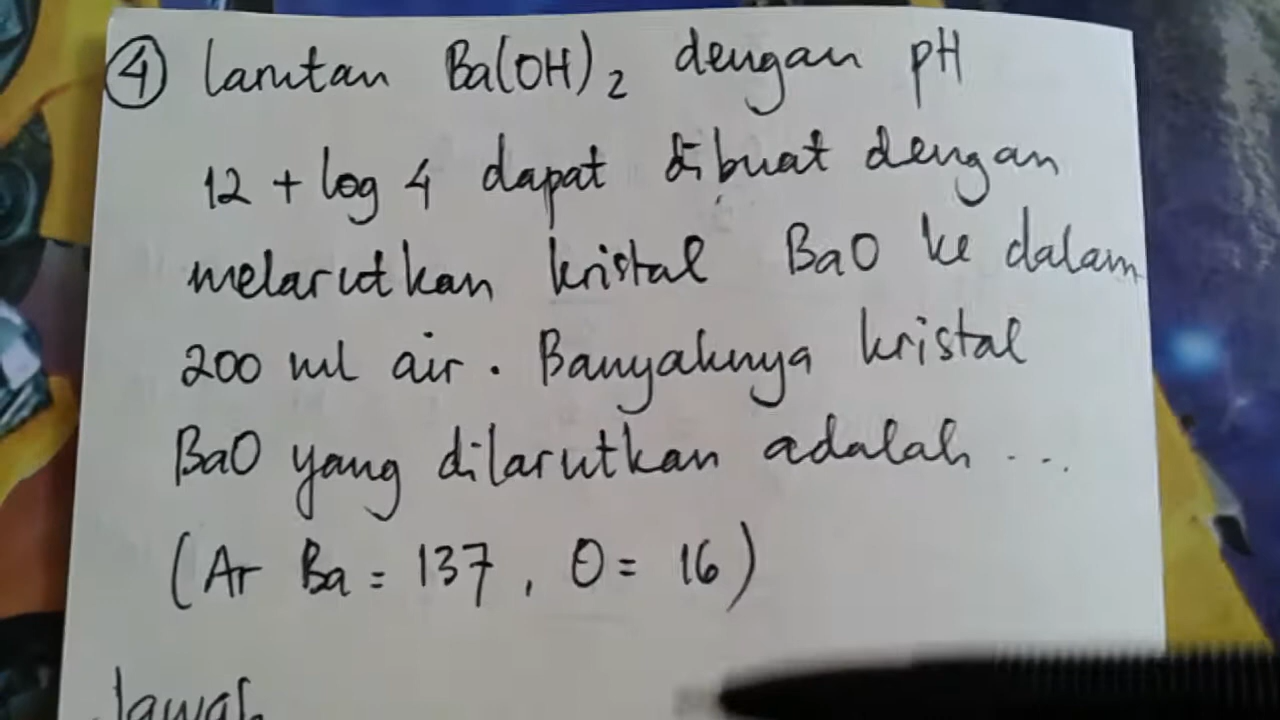 ④ larutan Ba(OH)₂ dengan pH
12 + log 4 dapat dibuat dengan
melarutkan kristal BaO ke dalam
200 ml air. Banyaknya kristal
BaO yang dilarutkan adalah ...
(Ar Ba = 137, O = 16)
Jawab